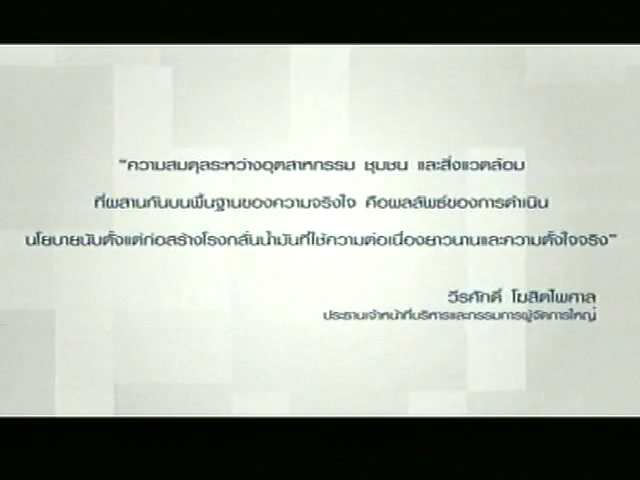 “ความสมดุลระหว่างอุตสาหกรรม ชุมชน และสิ่งแวดล้อม
ที่ผสานกันบนพื้นฐานของความจริงใจ คือผลลัพธ์ของการดำเนิน
นโยบายนับตั้งแต่ก่อสร้างโรงกลั่นน้ำมันที่ใช้ความต่อเนื่องยาวนานและความตั้งใจจริง”
วีรศักดิ์ โฆสิตไพศาล
ประธานเจ้าหน้าที่บริหารและกรรมการผู้จัดการใหญ่